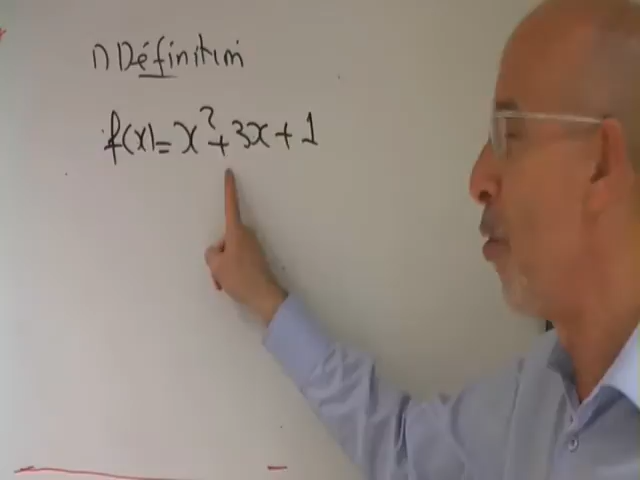 1) Définition
f(x) = x² + 3x + 1